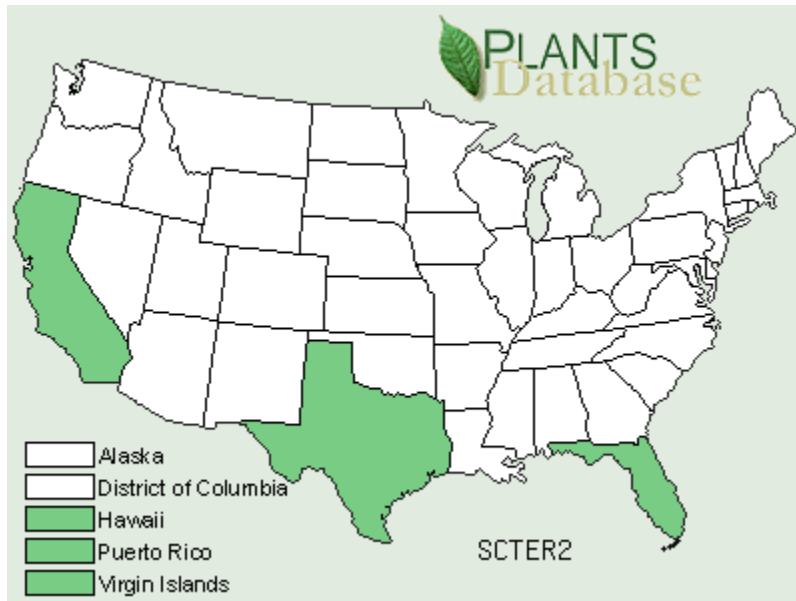 PLANTS
Database
Alaska
District of Columbia
Hawaii
Puerto Rico
Virgin Islands
SCTER2